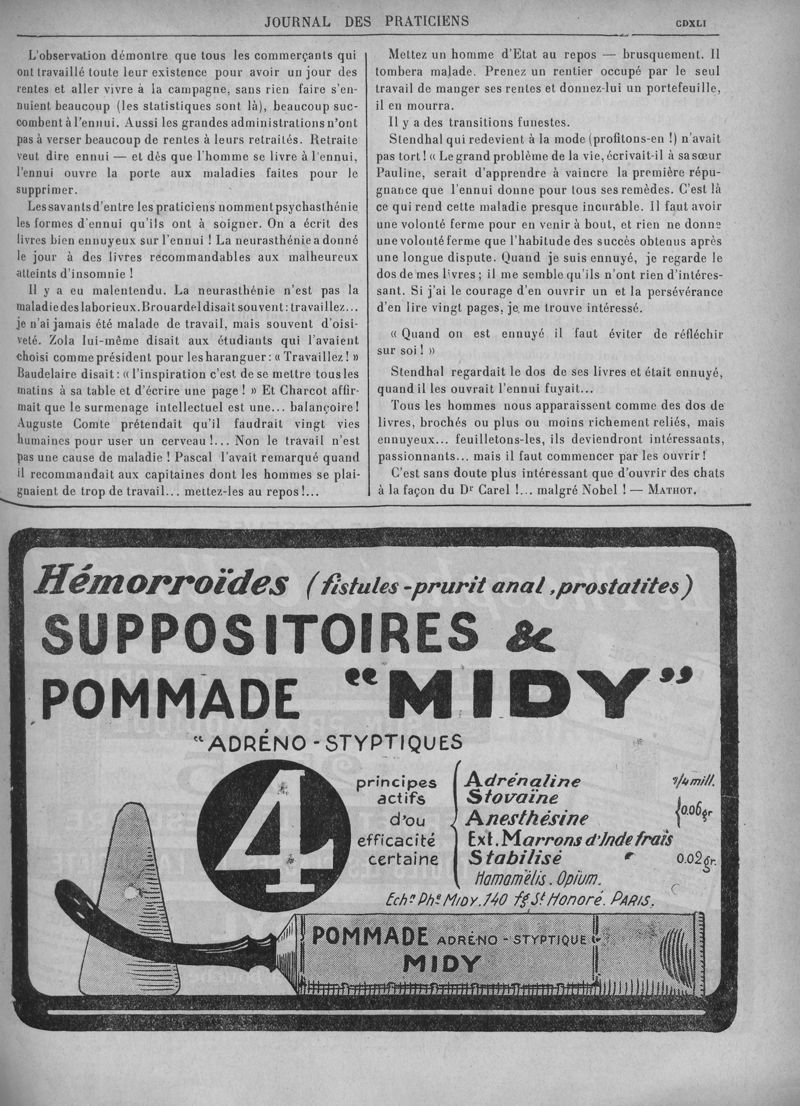 JOURNAL DES PRATICIENS
CDXLI
L'observation démontre que tous les commerçants qui
ont travaillé toute leur existence pour avoir un jour des
rentes et aller vivre à la campagne, sans rien faire s'en-
nuient beaucoup (les statistiques sont là), beaucoup suc-
combent à l'ennui. Aussi les grandes administrations n'ont
pas à verser beaucoup de rentes à leurs retraités. Retraite
veut dire ennui — et dès que l'homme se livre à l'ennui,
l'ennui ouvre la porte aux maladies faites pour le
supprimer.
Les savants d'entre les praticiens nomment psychasthénie
les formes d'ennui qu'ils ont à soigner. On a écrit des
livres bien ennuyeux sur l'ennui ! La neurasthénie a donné
le jour à des livres recommandables aux malheureux
atteints d'insomnie !
Il y a eu malentendu. La neurasthénie n'est pas la
maladie des laborieux. Brouardel disait souvent : travaillez...
je n'ai jamais été malade de travail, mais souvent d'oisi-
veté. Zola lui-même disait aux étudiants qui l'avaient
choisi comme président pour les haranguer : « Travaillez ! »
Baudelaire disait : « l'inspiration c'est de se mettre tous les
matins à sa table et d'écrire une page ! » Et Charcot affir-
mait que le surmenage intellectuel est une... balançoire !
Auguste Comte prétendait qu'il faudrait vingt vies
humaines pour user un cerveau !... Non le travail n'est
pas une cause de maladie ! Pascal l'avait remarqué quand
il recommandait aux capitaines dont les hommes se plai-
gnaient de trop de travail... mettez-les au repos !...
Mettez un homme d'Etat au repos — brusquement. Il
tombera malade. Prenez un rentier occupé par le seul
travail de manger ses rentes et donnez-lui un portefeuille,
il en mourra.
Il y a des transitions funestes.
Stendhal qui redevient à la mode (profitons-en !) n'avait
pas tort ! « Le grand problème de la vie, écrivait-il à sa sœur
Pauline, serait d'apprendre à vaincre la première répu-
gnance que l'ennui donne pour tous ses remèdes. C'est là
ce qui rend cette maladie presque incurable. Il faut avoir
une volonté ferme pour en venir à bout, et rien ne donne
une volonté ferme que l'habitude des succès obtenus après
une longue dispute. Quand je suis ennuyé, je regarde le
dos de mes livres ; il me semble qu'ils n'ont rien d'intéres-
sant. Si j'ai le courage d'en ouvrir un et la persévérance
d'en lire vingt pages, je me trouve intéressé.
« Quand on est ennuyé il faut éviter de réfléchir
sur soi ! »
Stendhal regardait le dos de ses livres et était ennuyé,
quand il les ouvrait l'ennui fuyait...
Tous les hommes nous apparaissent comme des dos de
livres, brochés ou plus ou moins richement reliés, mais
ennuyeux... feuilletons-les, ils deviendront intéressants,
passionnants... mais il faut commencer par les ouvrir !
C'est sans doute plus intéressant que d'ouvrir des chats
à la façon du Dr Carel !... malgré Nobel ! — MATHOT.
Hémorroïdes (fistules - prurit anal, prostatites)
SUPPOSITOIRES &
POMMADE "MIDY"
"ADRÉNO - STYPTIQUES
4
principes
actifs
d'ou
efficacité
certaine
Adrénaline 1/4 mill.
Stovaïne
Anesthésine 0.06gr
Ext. Marrons d'Inde frais
Stabilisé " 0.02gr.
Hamamélis. Opium.
Echon Phie MIDY. 140 fg St Honoré. PARIS.
POMMADE ADRÉNO - STYPTIQUE
MIDY